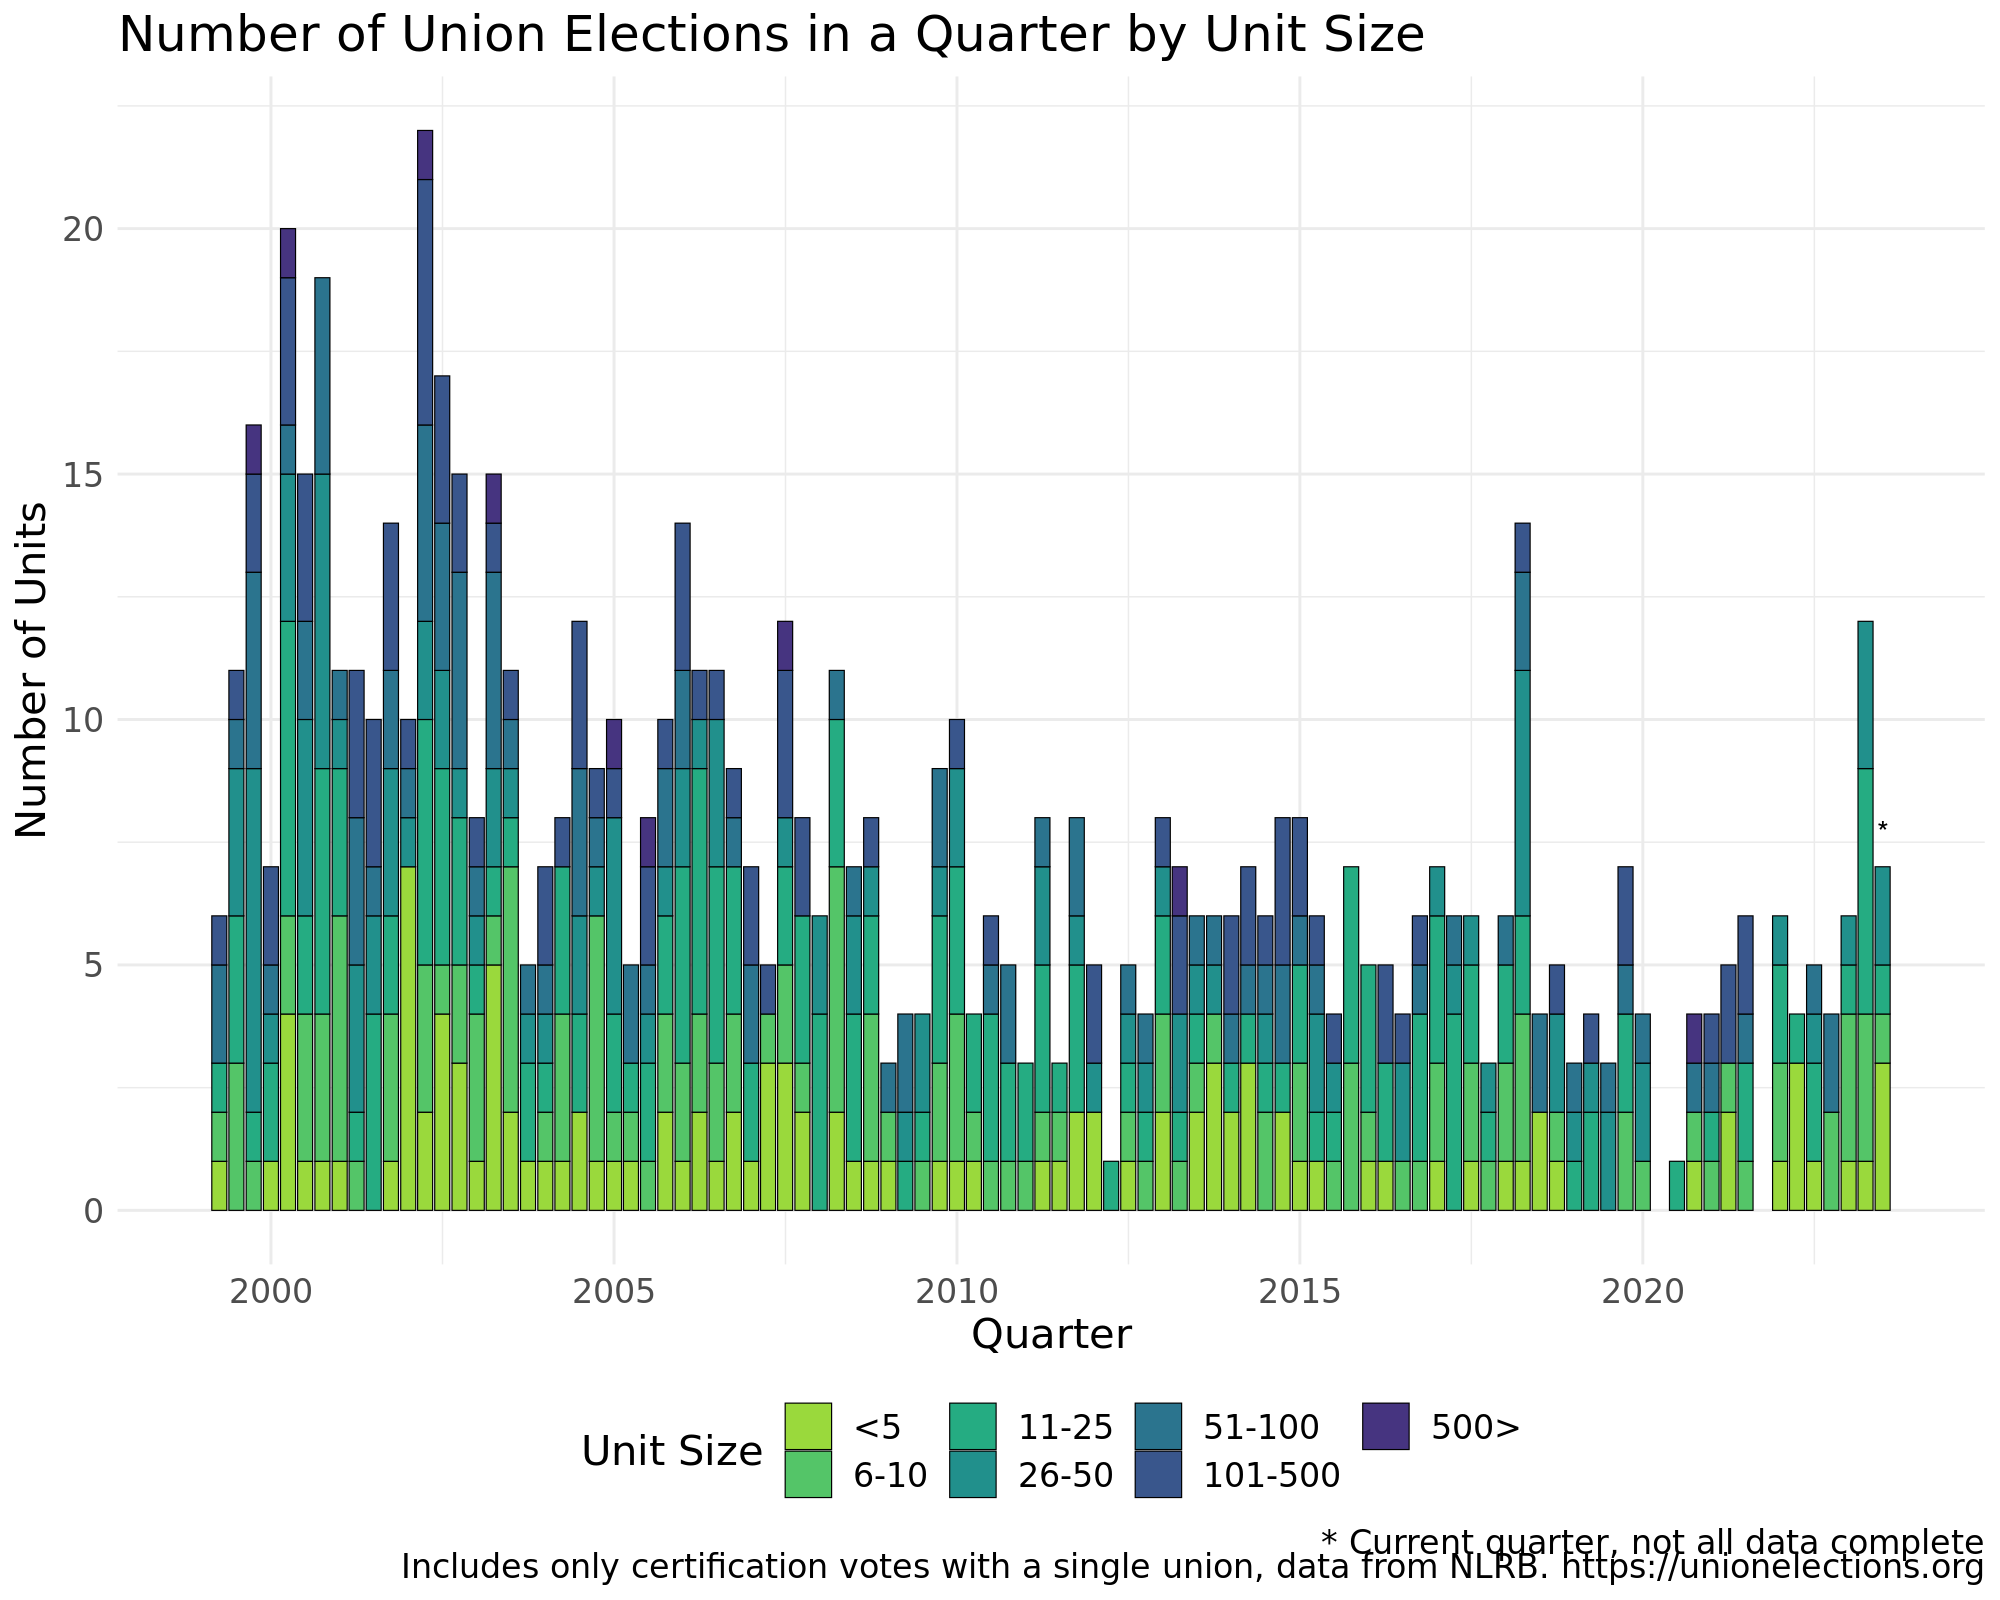 Number of Union Elections in a Quarter by Unit Size
Number of Units
20
15
10
5
0
*
2000 2005 2010 2015 2020
Quarter
Unit Size
<5 11-25 51-100 500>
6-10 26-50 101-500
* Current quarter, not all data complete
Includes only certification votes with a single union, data from NLRB. https://unionelections.org